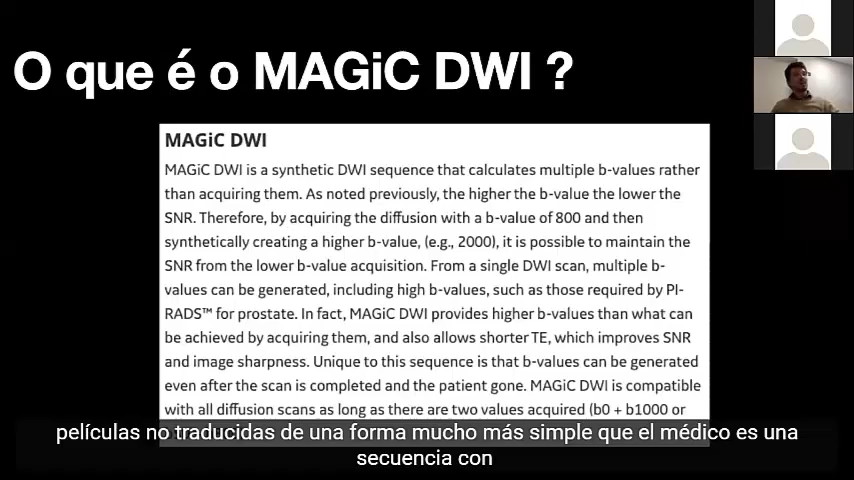 O que é o MAGiC DWI ?
MAGiC DWI
MAGiC DWI is a synthetic DWI sequence that calculates multiple b-values rather
than acquiring them. As noted previously, the higher the b-value the lower the
SNR. Therefore, by acquiring the diffusion with a b-value of 800 and then
synthetically creating a higher b-value, (e.g., 2000), it is possible to maintain the
SNR from the lower b-value acquisition. From a single DWI scan, multiple b-
values can be generated, including high b-values, such as those required by PI-
RADS™ for prostate. In fact, MAGiC DWI provides higher b-values than what can
be achieved by acquiring them, and also allows shorter TE, which improves SNR
and image sharpness. Unique to this sequence is that b-values can be generated
even after the scan is completed and the patient gone. MAGiC DWI is compatible
with all diffusion scans as long as there are two values acquired (b0 + b1000 or
películas no traducidas de una forma mucho más simple que el médico es una
secuencia con